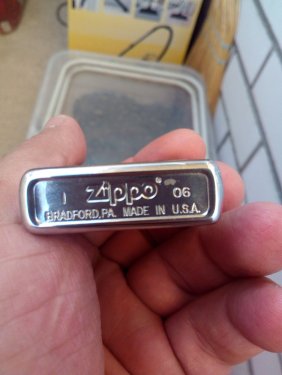 I zippo® 06
BRADFORD,PA. MADE IN U.S.A.